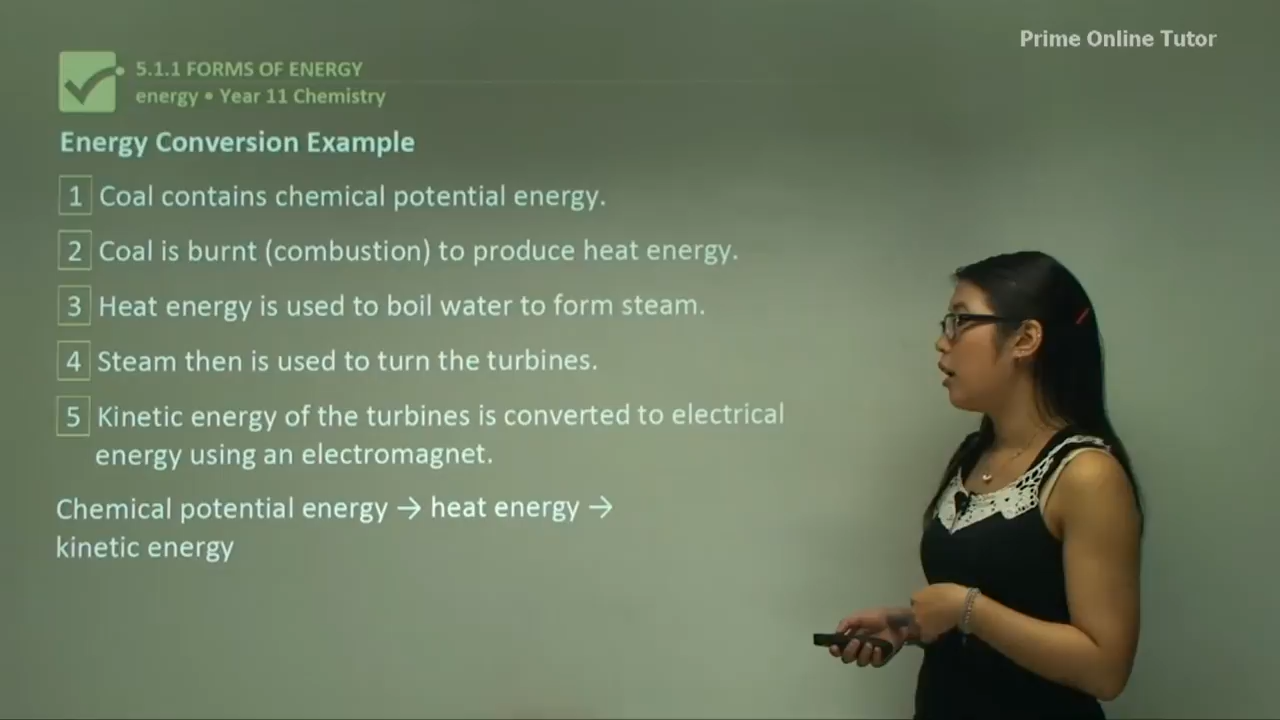 Prime Online Tutor
5.1.1 FORMS OF ENERGY
energy • Year 11 Chemistry
Energy Conversion Example
1 Coal contains chemical potential energy.
2 Coal is burnt (combustion) to produce heat energy.
3 Heat energy is used to boil water to form steam.
4 Steam then is used to turn the turbines.
5 Kinetic energy of the turbines is converted to electrical
energy using an electromagnet.
Chemical potential energy → heat energy →
kinetic energy